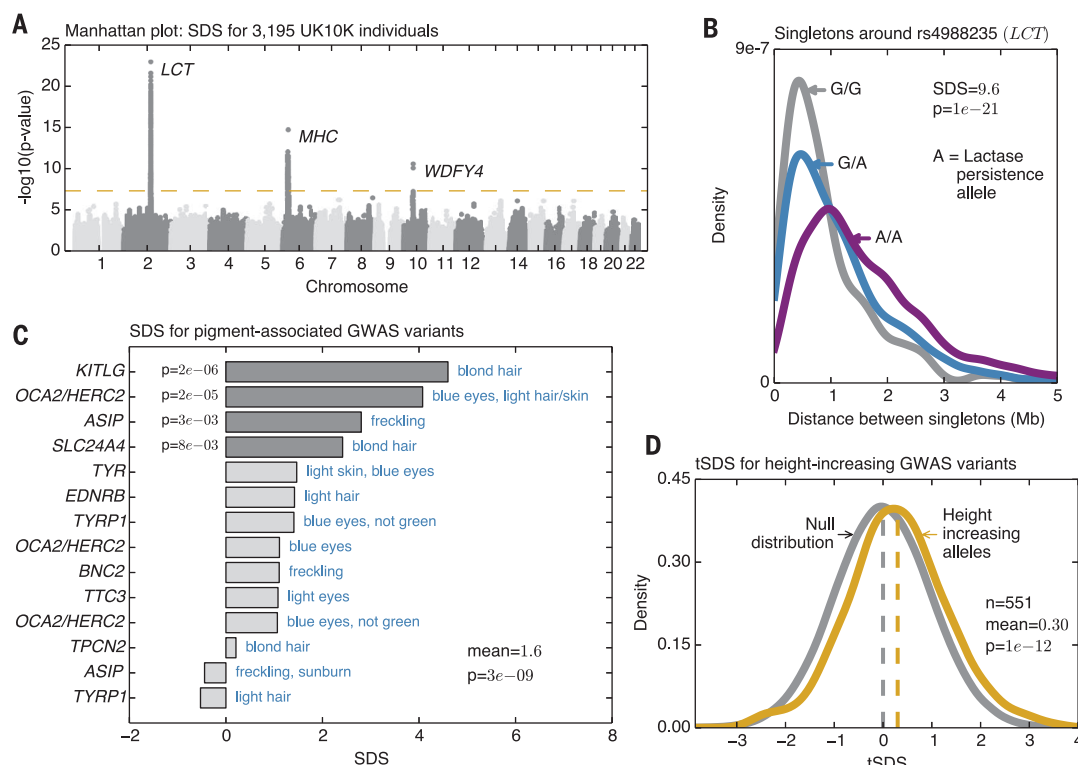 A
Manhattan plot: SDS for 3,195 UK10K individuals
25
20
15
10
5
0
-log10(p-value)
LCT
MHC
WDFY4
1 2 3 4 5 6 7 8 9 10 12 14 16 18 20 22
Chromosome
B
Singletons around rs4988235 (LCT)
9e-7
0
Density
G/G
G/A
A/A
SDS=9.6
p=1e−21
A = Lactase
persistence
allele
0 1 2 3 4 5
Distance between singletons (Mb)
C
SDS for pigment-associated GWAS variants
KITLG p=2e−06 blond hair
OCA2/HERC2 p=2e−05 blue eyes, light hair/skin
ASIP p=3e−03 freckling
SLC24A4 p=8e−03 blond hair
TYR light skin, blue eyes
EDNRB light hair
TYRP1 blue eyes, not green
OCA2/HERC2 blue eyes
BNC2 freckling
TTC3 light eyes
OCA2/HERC2 blue eyes, not green
TPCN2 blond hair
ASIP freckling, sunburn
TYRP1 light hair
mean=1.6
p=3e−09
−2 0 2 4 6 8
SDS
D
tSDS for height-increasing GWAS variants
0.45
0.30
0.15
0.00
Density
Null
distribution
Height
increasing
alleles
n=551
mean=0.30
p=1e−12
−3 −2 −1 0 1 2 3 4
tSDS